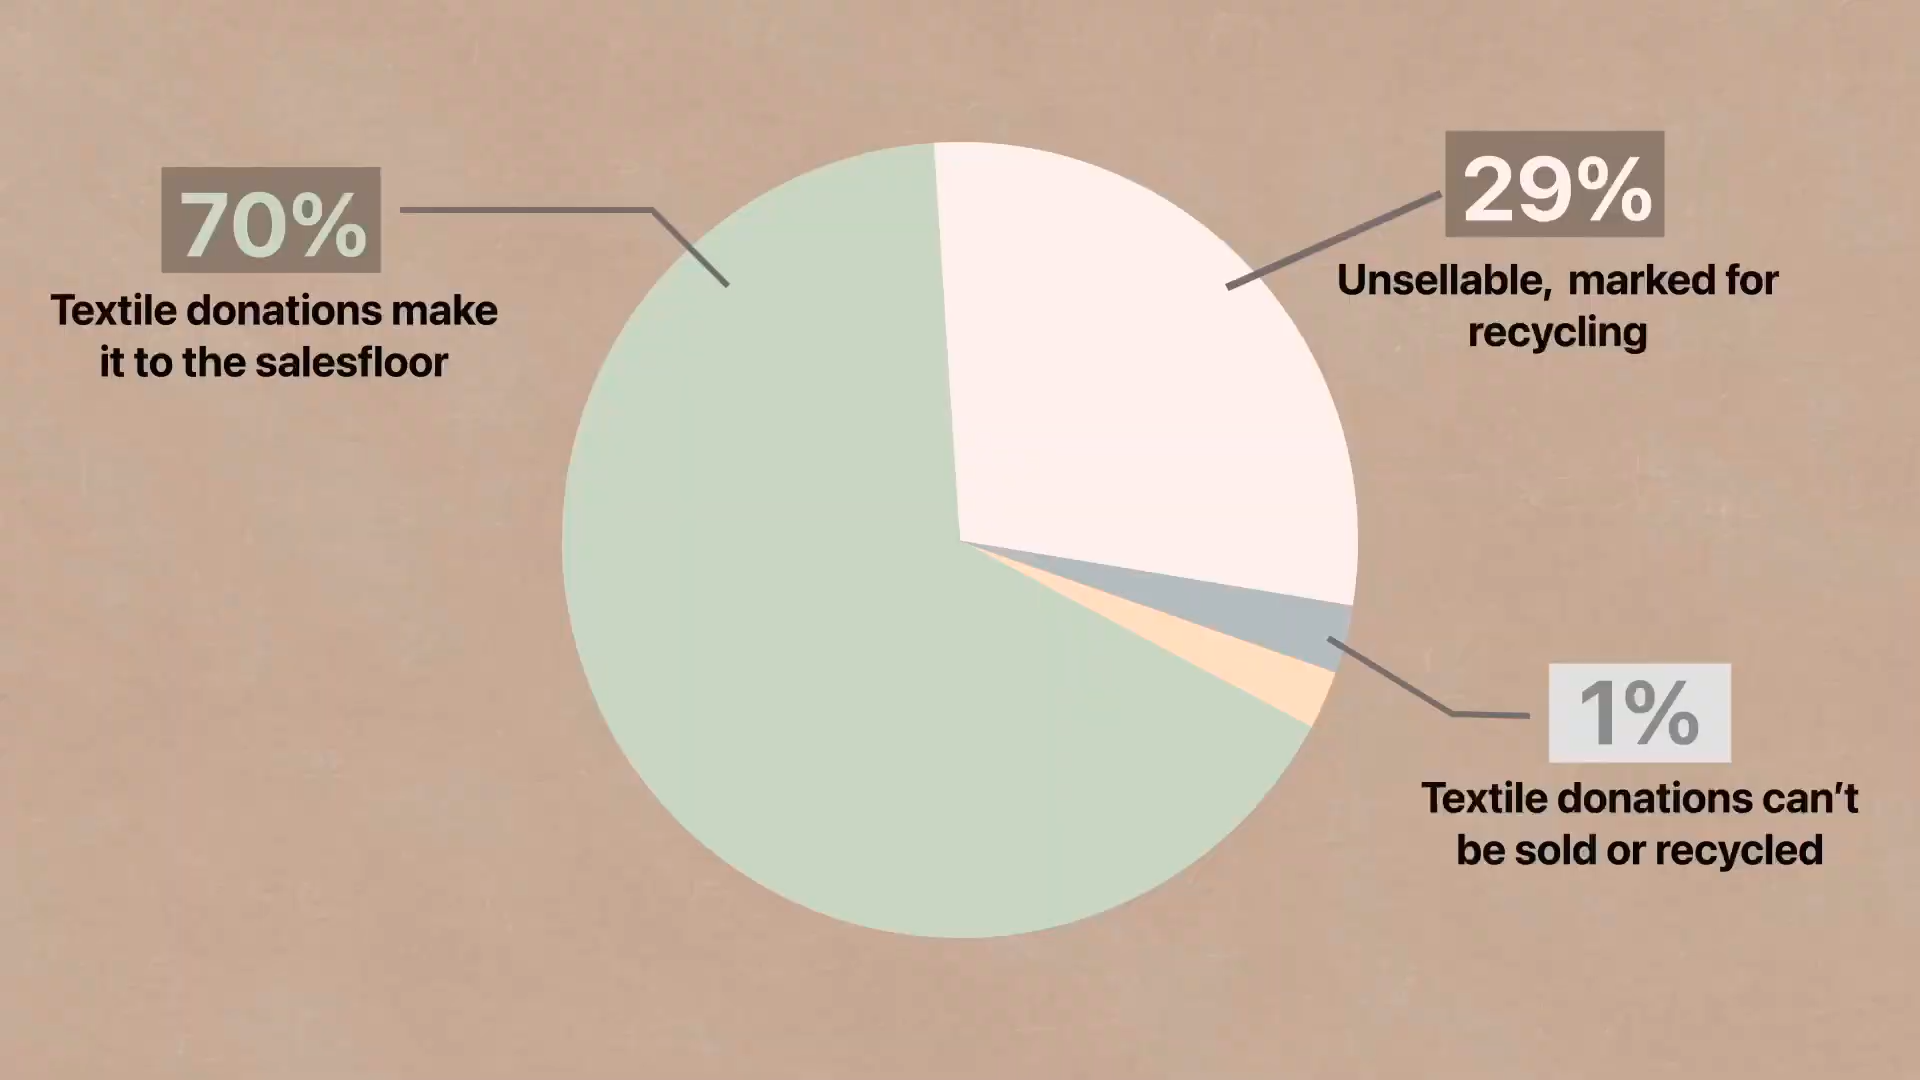 70%
Textile donations make
it to the salesfloor
29%
Unsellable, marked for
recycling
1%
Textile donations can't
be sold or recycled